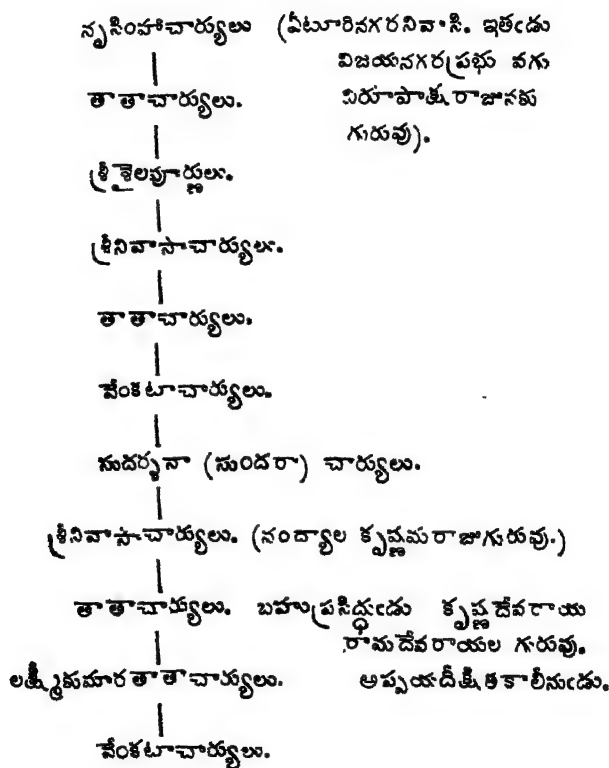 నృసింహాచార్యులు (ఏటూరినగరనివాసి. ఇతఁడు
విజయనగరప్రభు వగు
విరూపాక్షరాజునకు
గురువు).
తాతాచార్యులు.
శ్రీశైలపూర్ణులు.
శ్రీనివాసాచార్యులు.
తాతాచార్యులు.
వేంకటాచార్యులు.
సుదర్శనా (సుందరా) చార్యులు.
శ్రీనివాసాచార్యులు. (నంద్యాల కృష్ణమరాజుగురువు.)
తాతాచార్యులు. బహుప్రసిద్ధుఁడు కృష్ణదేవరాయ
రామదేవరాయల గురువు.
లక్ష్మీకుమారతాతాచార్యులు. అప్పయదీక్షితకాలీనుఁడు.
వేంకటాచార్యులు.